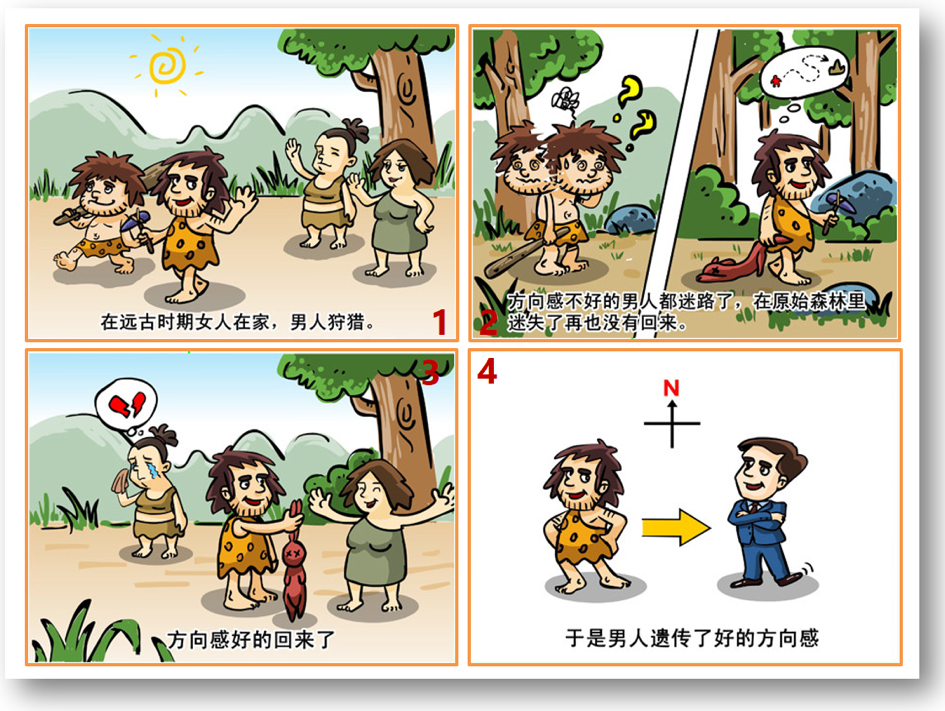 在远古时期女人在家，男人狩猎。
1
方向感不好的男人都迷路了，在原始森林里
迷失了再也没有回来。
2
3
方向感好的回来了
4
N
于是男人遗传了好的方向感